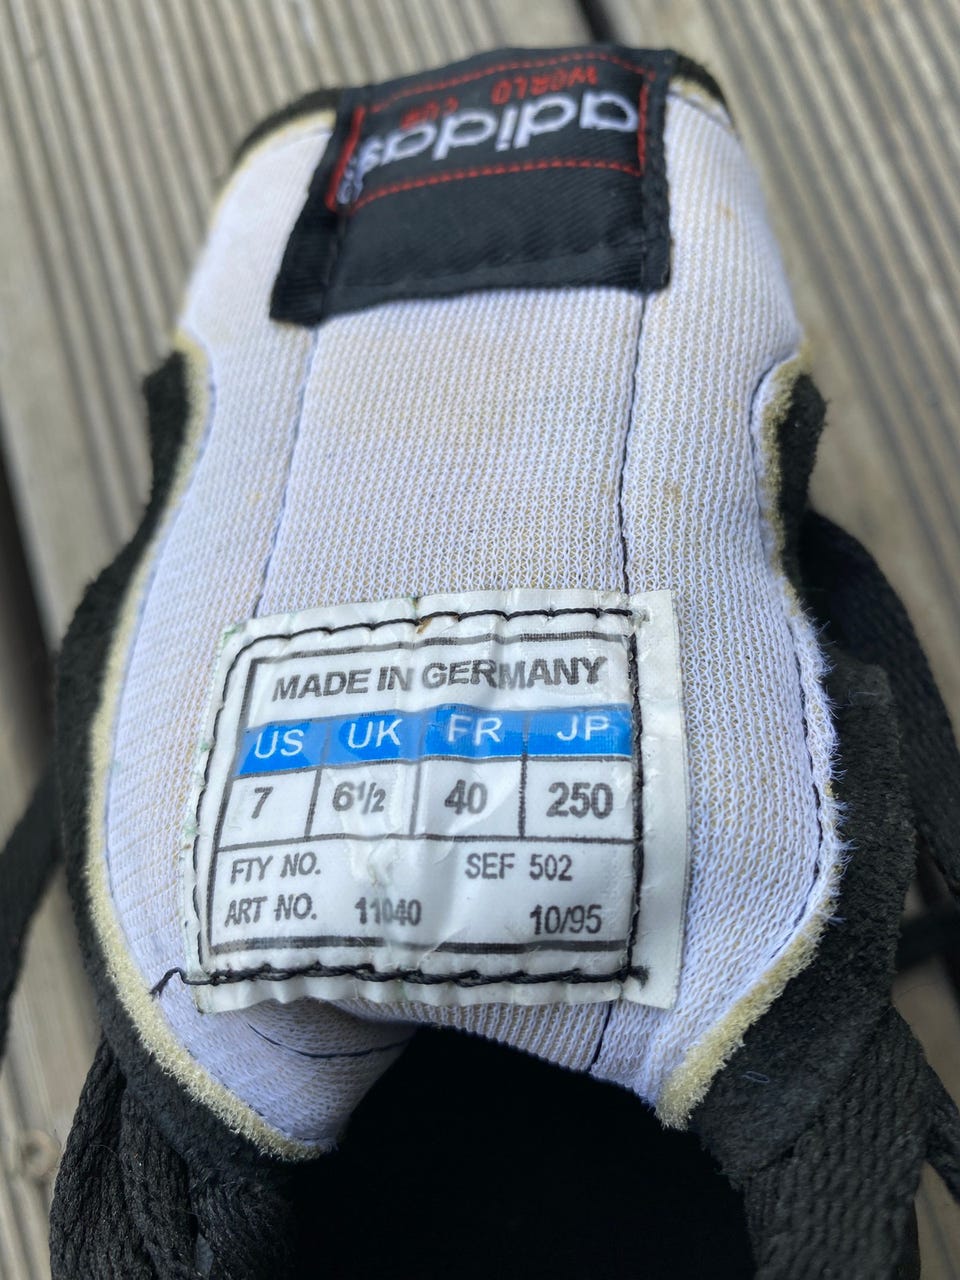 WORLD CUP
adidas
MADE IN GERMANY
US UK FR JP
7 6½ 40 250
FTY NO. SEF 502
ART NO. 11040 10/95